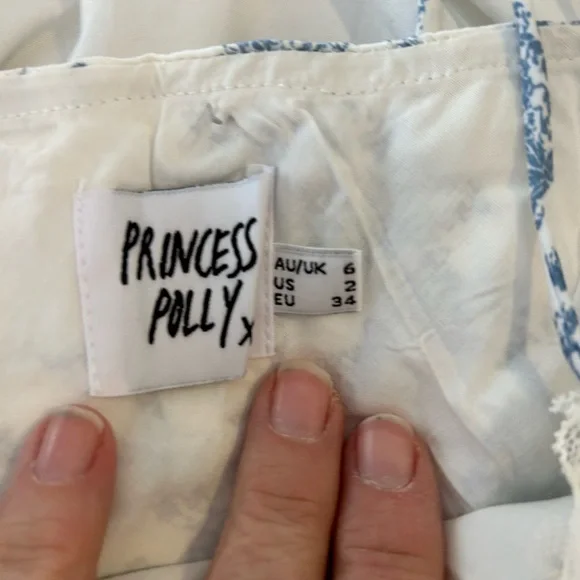 PRINCESS
POLLY x
AU/UK 6
US 2
EU 34